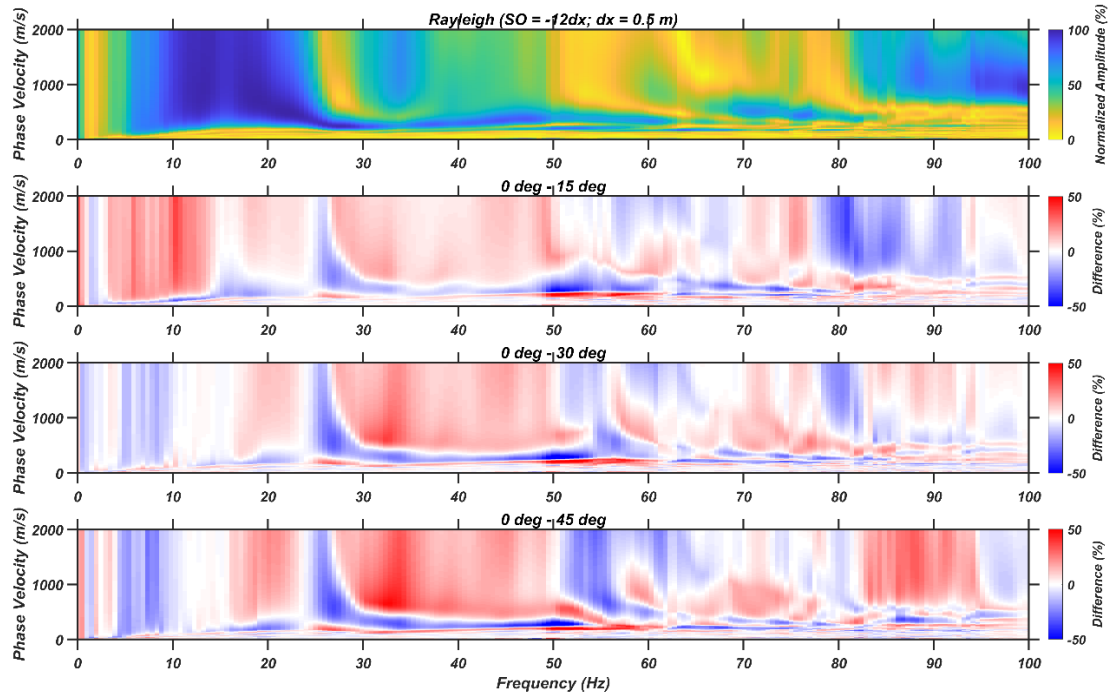 Rayleigh (SO = -12dx; dx = 0.5 m)
Phase Velocity (m/s)
2000
1000
0
0 10 20 30 40 50 60 70 80 90 100
100
50
0
Normalized Amplitude (%)
0 deg - 15 deg
Phase Velocity (m/s)
2000
1000
0
0 10 20 30 40 50 60 70 80 90 100
50
0
-50
Difference (%)
0 deg - 30 deg
Phase Velocity (m/s)
2000
1000
0
0 10 20 30 40 50 60 70 80 90 100
50
0
-50
Difference (%)
0 deg - 45 deg
Phase Velocity (m/s)
2000
1000
0
0 10 20 30 40 50 60 70 80 90 100
50
0
-50
Difference (%)
Frequency (Hz)